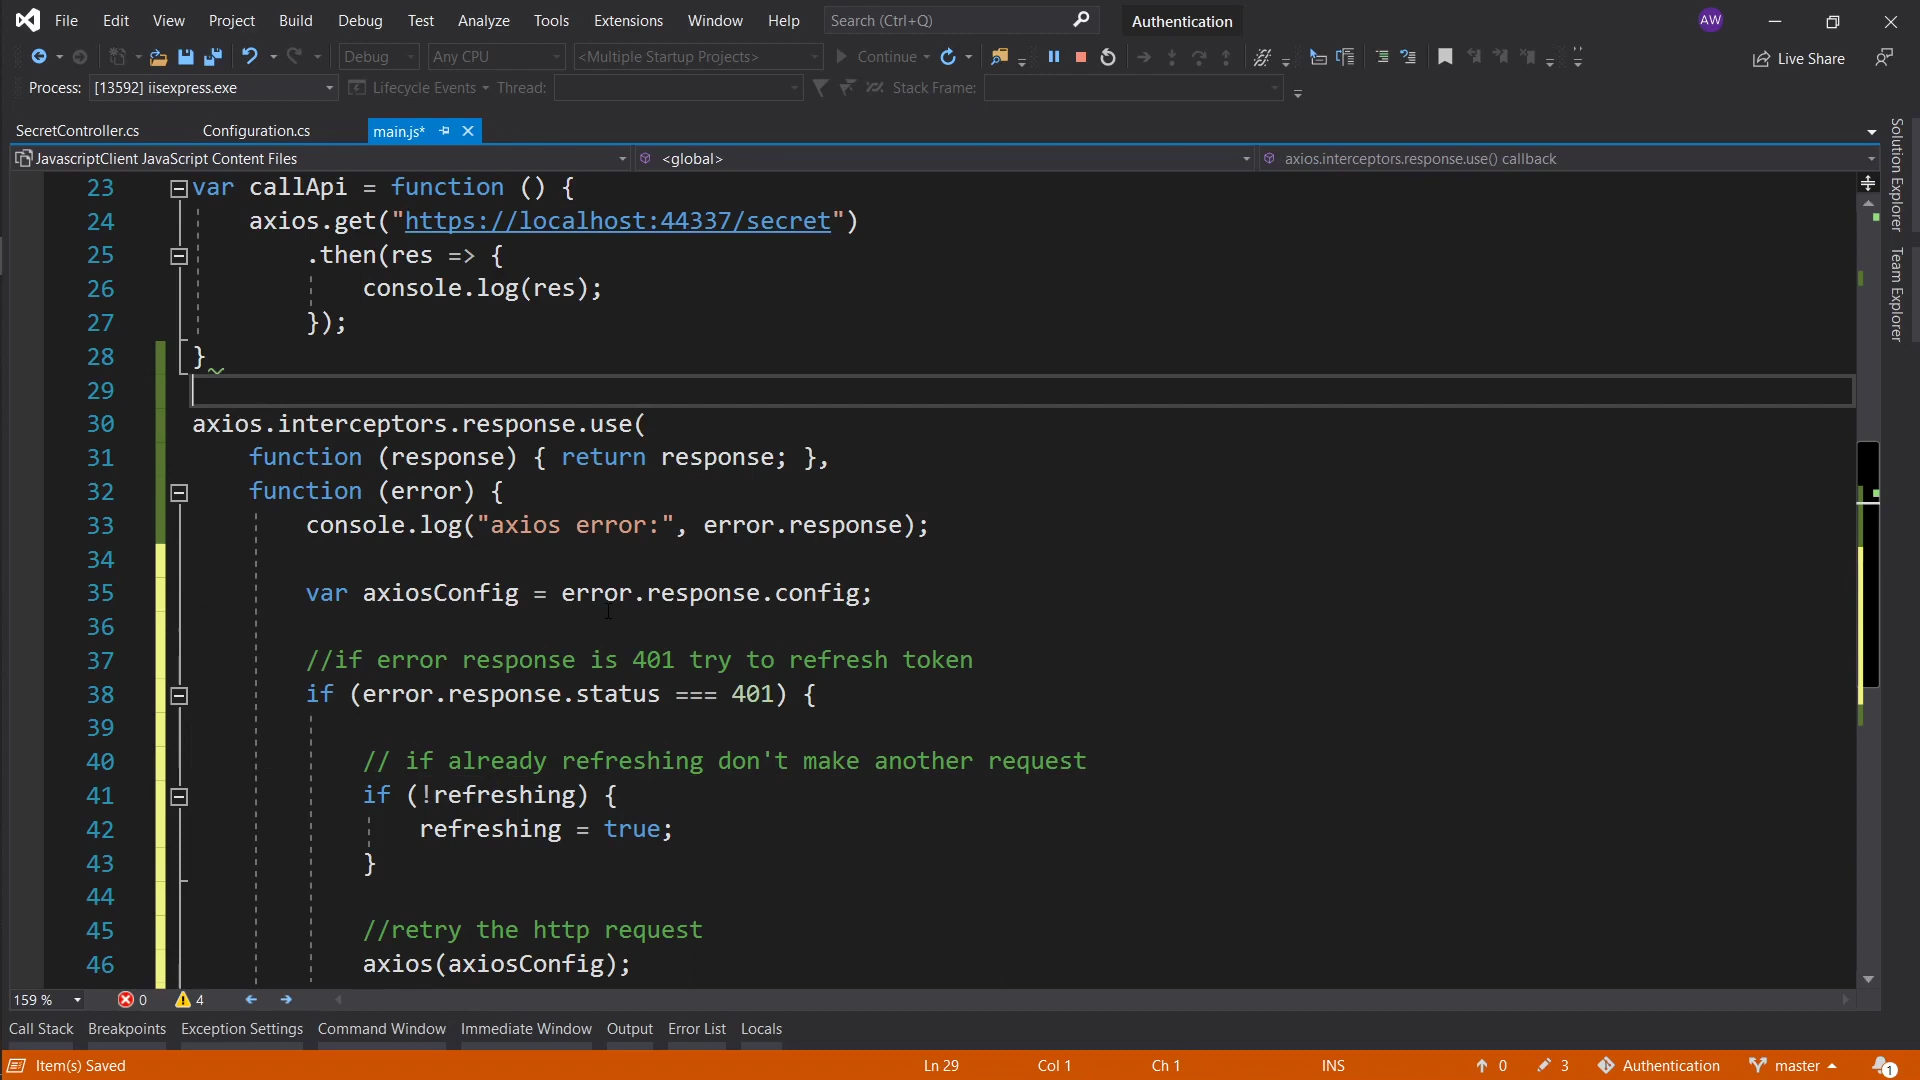 File Edit View Project Build Debug Test Analyze Tools Extensions Window Help Search (Ctrl+Q) Authentication AW
Debug Any CPU <Multiple Startup Projects> Continue Live Share
Process: [13592] iisexpress.exe Lifecycle Events Thread: Stack Frame:
SecretController.cs Configuration.cs main.js*
JavascriptClient JavaScript Content Files <global> axios.interceptors.response.use() callback
23 var callApi = function () {
24 axios.get("https://localhost:44337/secret")
25 .then(res => {
26 console.log(res);
27 });
28 }
29
30 axios.interceptors.response.use(
31 function (response) { return response; },
32 function (error) {
33 console.log("axios error:", error.response);
34
35 var axiosConfig = error.response.config;
36
37 //if error response is 401 try to refresh token
38 if (error.response.status === 401) {
39
40 // if already refreshing don't make another request
41 if (!refreshing) {
42 refreshing = true;
43 }
44
45 //retry the http request
46 axios(axiosConfig);
Solution Explorer
Team Explorer
159 % 0 4
Call Stack Breakpoints Exception Settings Command Window Immediate Window Output Error List Locals
Item(s) Saved Ln 29 Col 1 Ch 1 INS 0 3 Authentication master 1